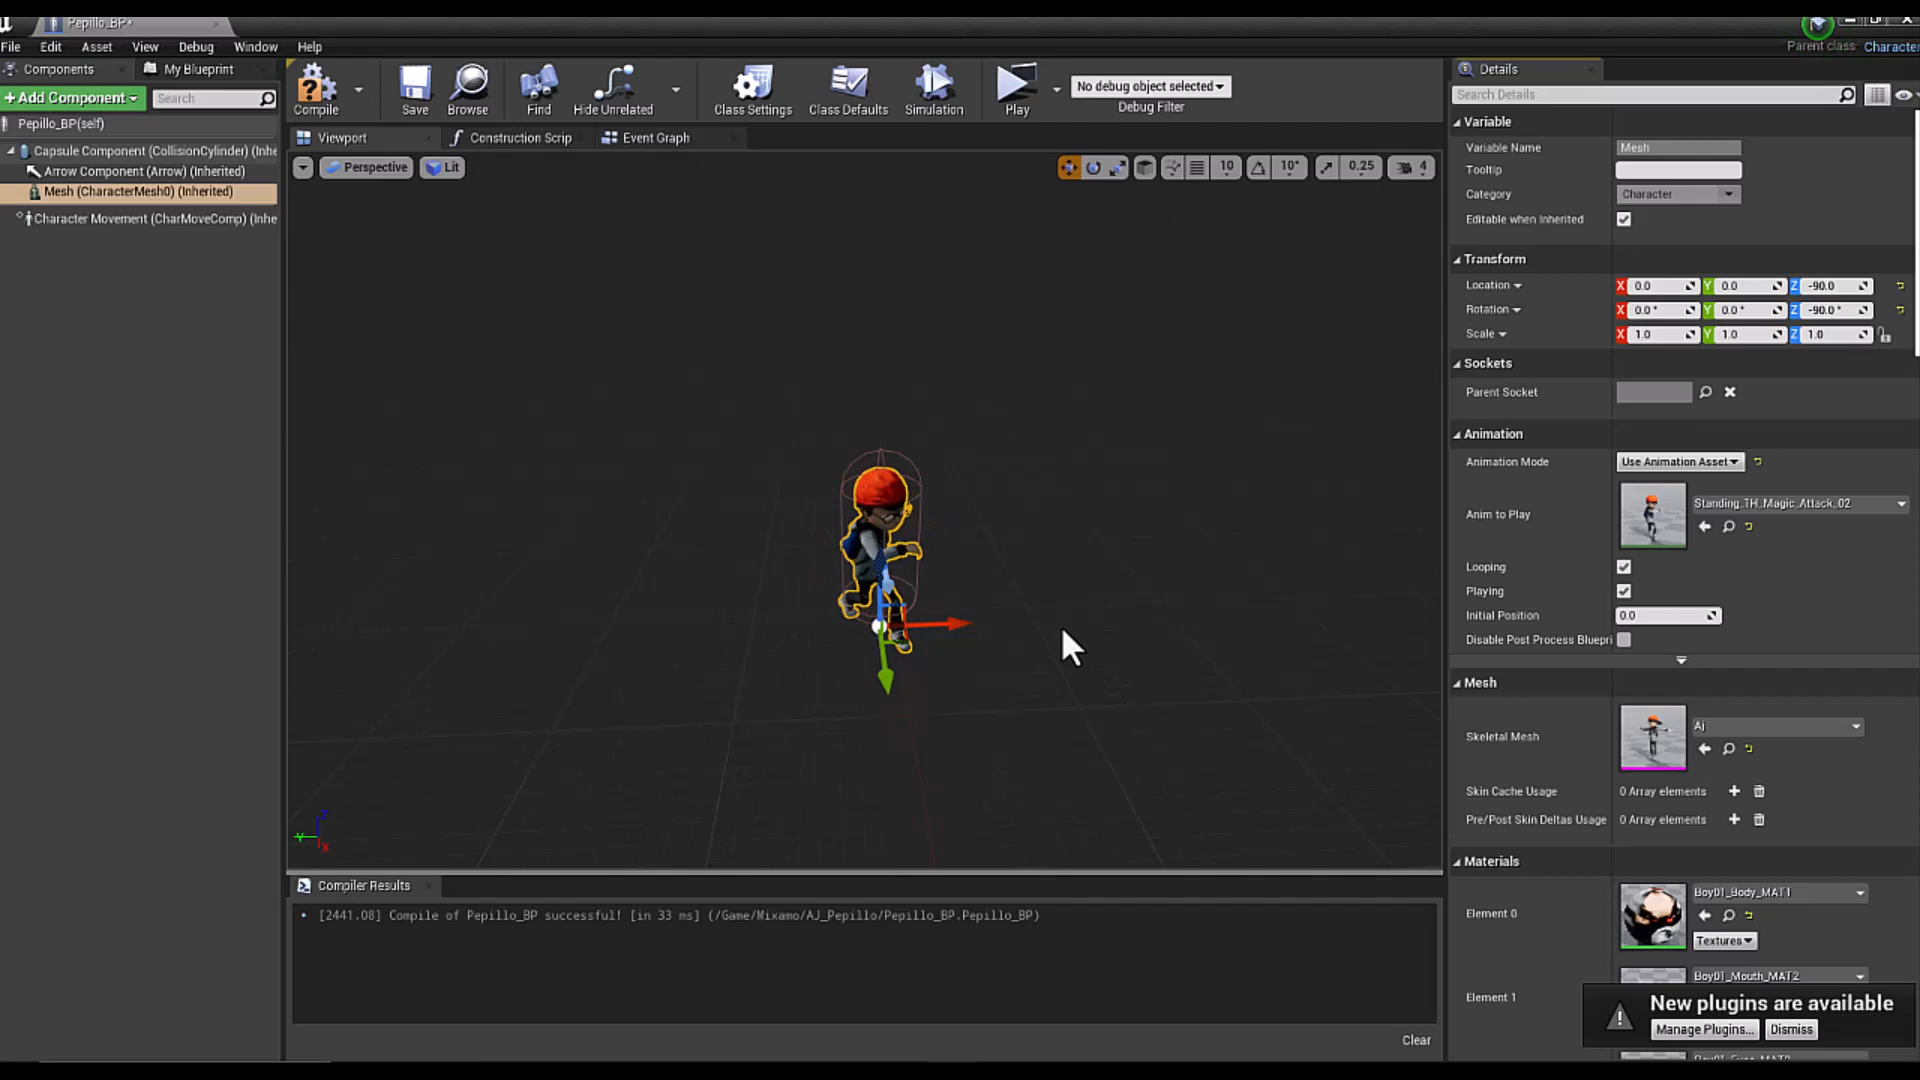 Pepillo_BP*
Parent class: Character
File Edit Asset View Debug Window Help
Components
My Blueprint
+Add Component
Search
Pepillo_BP(self)
Capsule Component (CollisionCylinder) (Inhe
Arrow Component (Arrow) (Inherited)
Mesh (CharacterMesh0) (Inherited)
Character Movement (CharMoveComp) (Inhe
Compile
Save
Browse
Find
Hide Unrelated
Class Settings
Class Defaults
Simulation
Play
No debug object selected
Debug Filter
Viewport
Construction Scrip
Event Graph
Perspective
Lit
10
10°
0.25
4
Z
Y
X
Compiler Results
• [2441.08] Compile of Pepillo_BP successful! [in 33 ms] (/Game/Mixamo/AJ_Pepillo/Pepillo_BP.Pepillo_BP)
Clear
Details
Search Details
Variable
Variable Name Mesh
Tooltip
Category Character
Editable when Inherited
Transform
Location X 0.0 Y 0.0 Z -90.0
Rotation X 0.0° Y 0.0° Z -90.0°
Scale X 1.0 Y 1.0 Z 1.0
Sockets
Parent Socket
Animation
Animation Mode Use Animation Asset
Anim to Play Standing_TH_Magic_Attack_02
Looping
Playing
Initial Position 0.0
Disable Post Process Bluepri
Mesh
Skeletal Mesh Aj
Skin Cache Usage 0 Array elements
Pre/Post Skin Deltas Usage 0 Array elements
Materials
Element 0 Boy01_Body_MAT1
Textures
Element 1 Boy01_Mouth_MAT2
New plugins are available
Manage Plugins... Dismiss